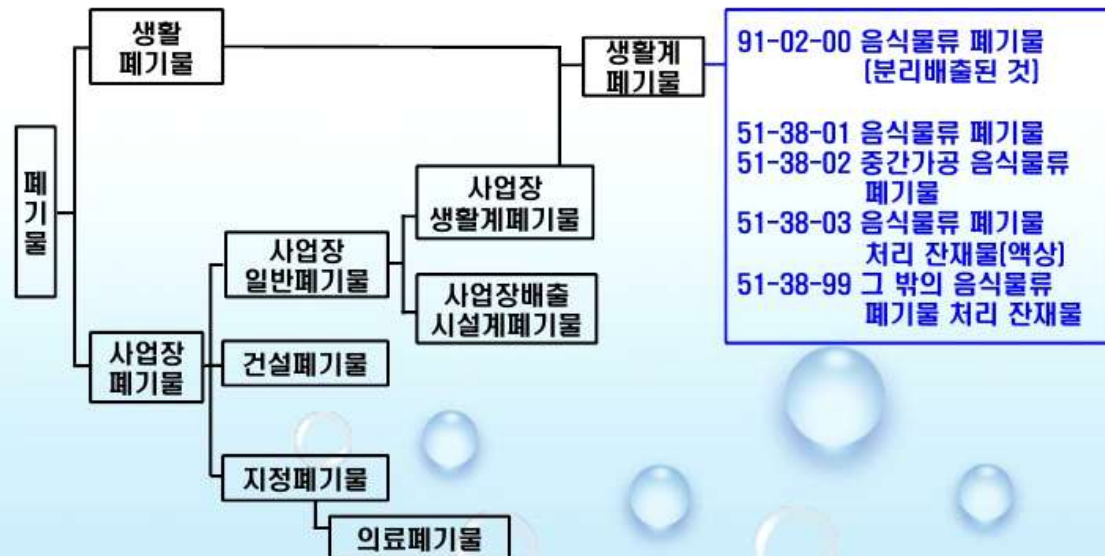 생활
폐기물
생활계
폐기물
91-02-00 음식물류 폐기물
(분리배출된 것)
51-38-01 음식물류 폐기물
51-38-02 중간가공 음식물류
폐기물
51-38-03 음식물류 폐기물
처리 잔재물(액상)
51-38-99 그 밖의 음식물류
폐기물 처리 잔재물
폐
기
물
사업장
생활계폐기물
사업장
일반폐기물
사업장배출
시설계폐기물
사업장
폐기물
건설폐기물
지정폐기물
의료폐기물